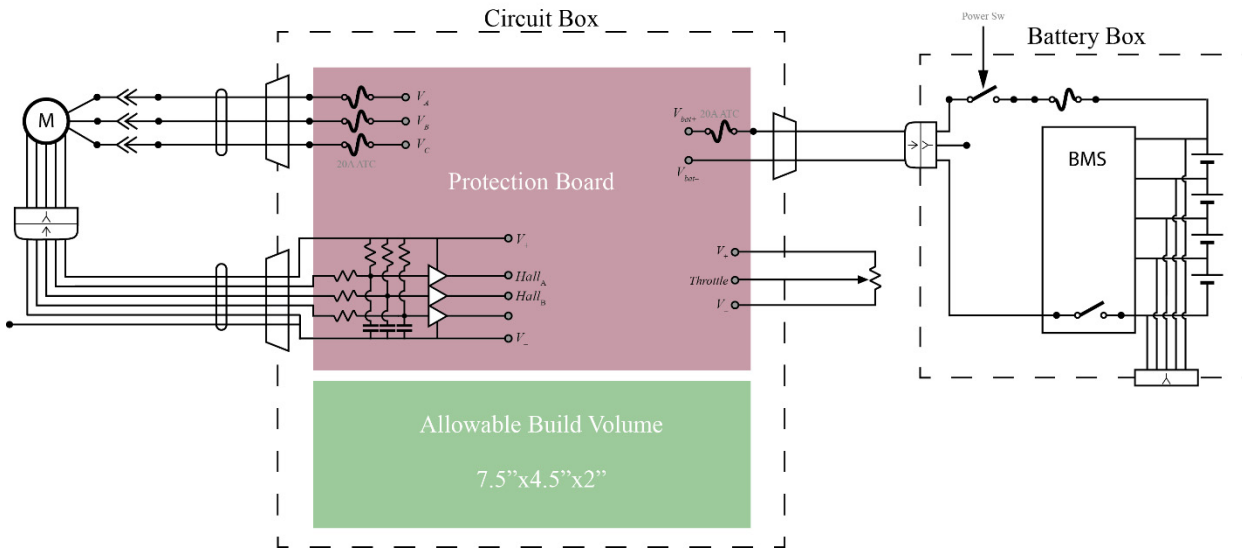 Circuit Box
Power Sw
Battery Box
M
V_A
V_B
V_C
20A ATC
V_bat+
20A ATC
V_bat−
Protection Board
BMS
V_+
Hall_A
Hall_B
V_−
V_+
Throttle
V_−
Allowable Build Volume
7.5”x4.5”x2”